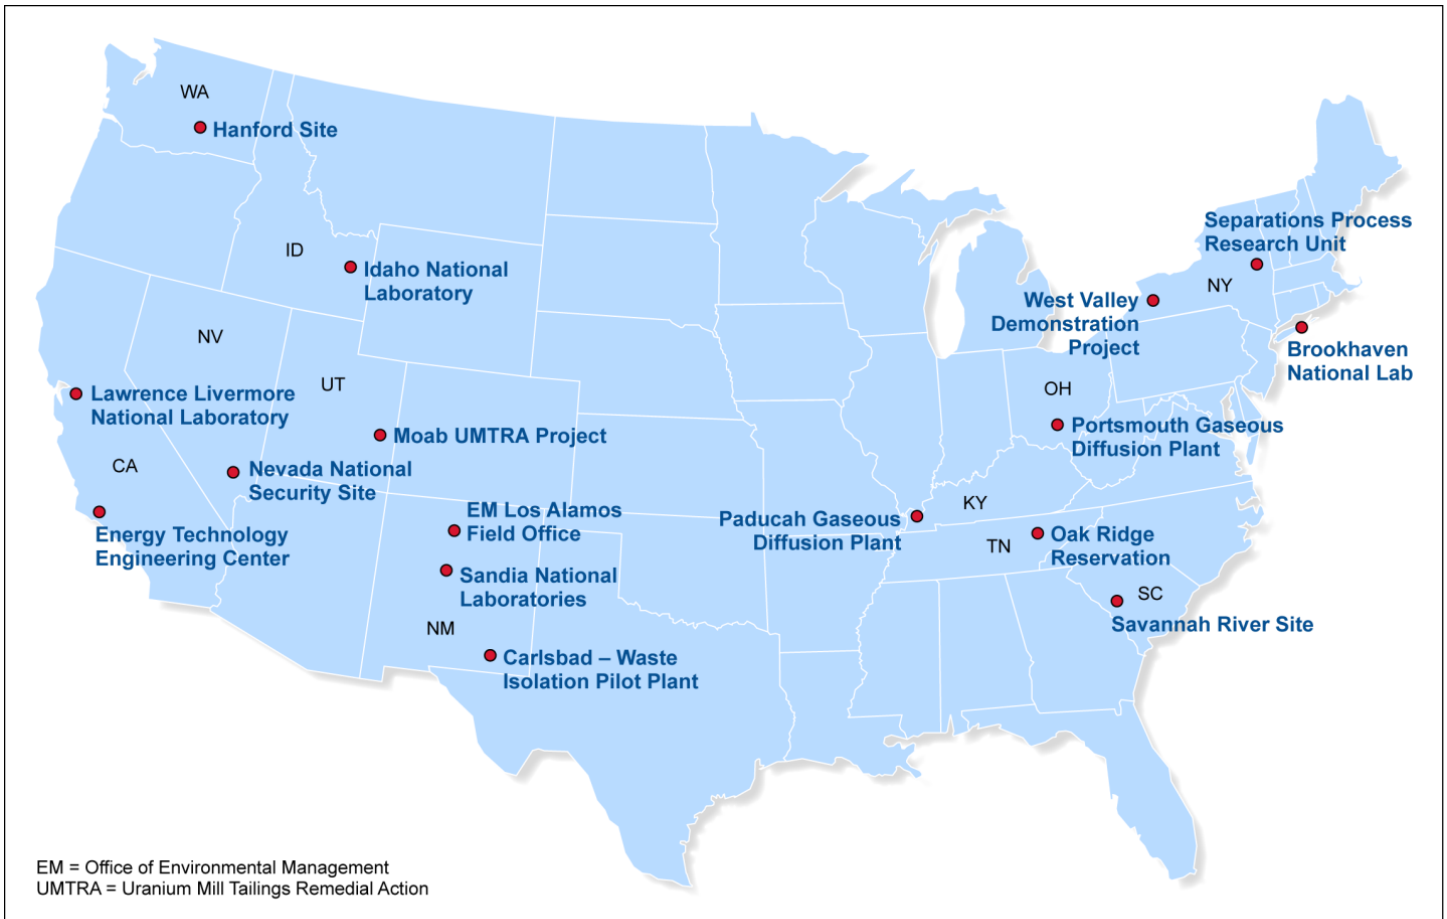 WA
Hanford Site
Separations Process
Research Unit
ID
Idaho National
Laboratory
NY
West Valley
Demonstration
Project
NV
Brookhaven
National Lab
UT
OH
Lawrence Livermore
National Laboratory
Moab UMTRA Project
Portsmouth Gaseous
Diffusion Plant
CA
Nevada National
Security Site
KY
EM Los Alamos
Field Office
Paducah Gaseous
Diffusion Plant
Energy Technology
Engineering Center
TN
Oak Ridge
Reservation
Sandia National
Laboratories
SC
Savannah River Site
NM
Carlsbad – Waste
Isolation Pilot Plant
EM = Office of Environmental Management
UMTRA = Uranium Mill Tailings Remedial Action